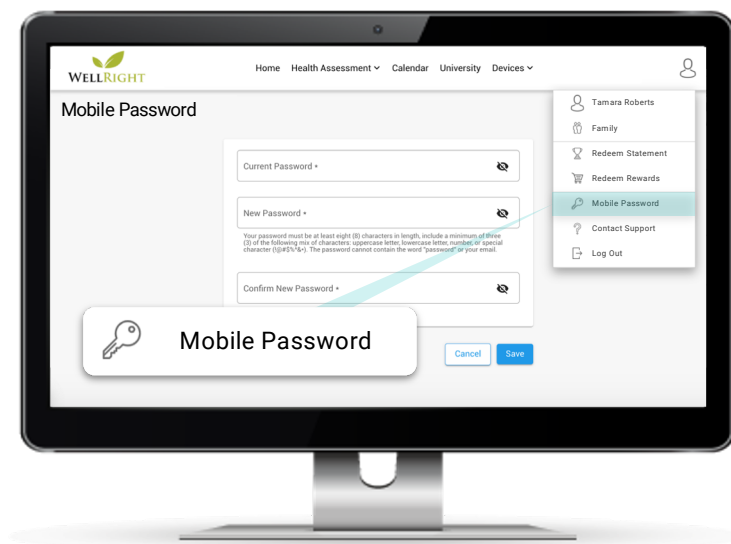 WELLRIGHT
Home Health Assessment Calendar University Devices
Mobile Password
Tamara Roberts
Family
Redeem Statement
Redeem Rewards
Mobile Password
Contact Support
Log Out
Current Password *
New Password *
Your password must be at least eight (8) characters in length, include a minimum of three
(3) of the following mix of characters: uppercase letter, lowercase letter, number, or special
character (!@#$%^&+). The password cannot contain the word "password" or your email.
Confirm New Password *
Mobile Password
Cancel Save